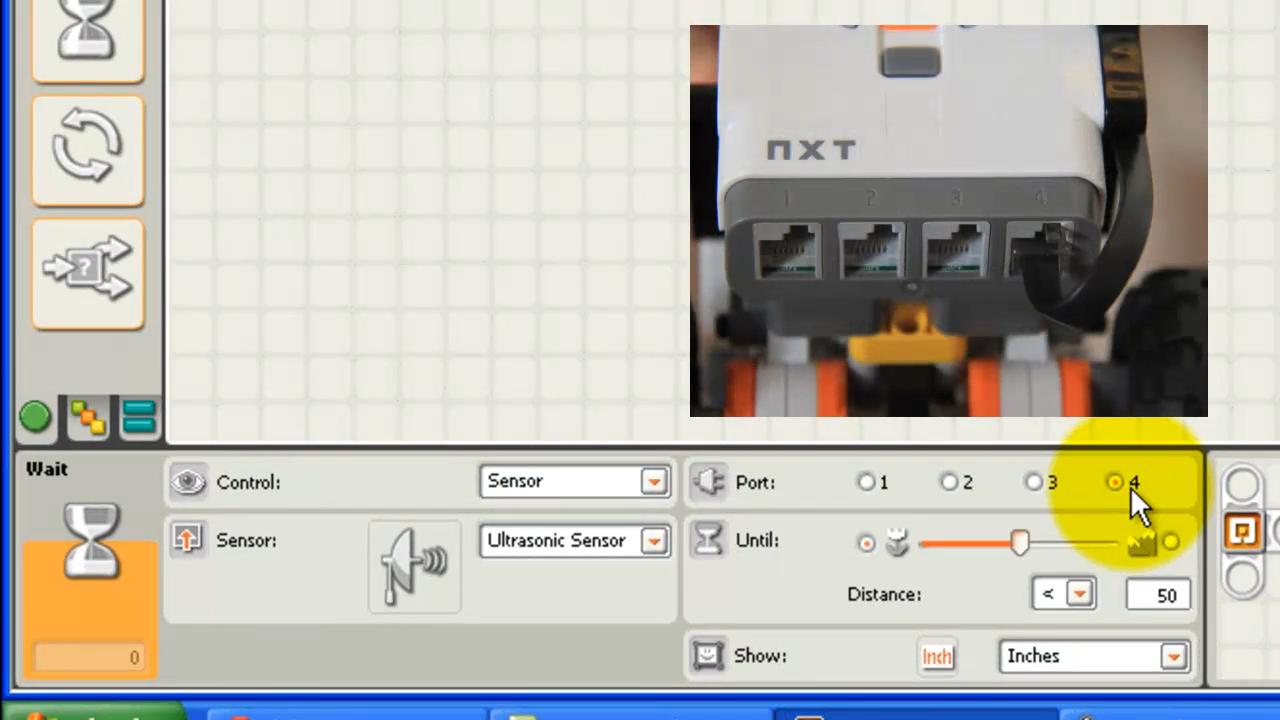 NXT
1 2 3 4
Wait
Control: Sensor
Port: 1 2 3 4
Sensor: Ultrasonic Sensor
Until:
Distance: < 50
0
Show: Inch Inches